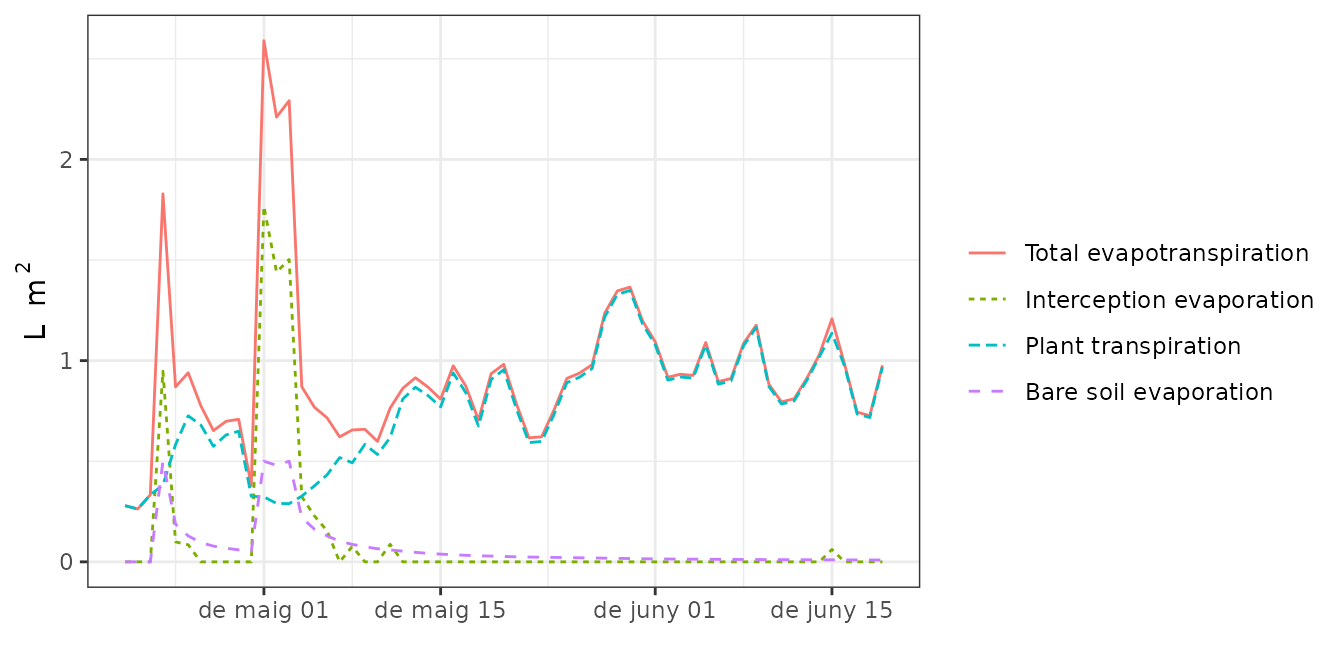 L m²
2
1
0
de maig 01
de maig 15
de juny 01
de juny 15
Total evapotranspiration
Interception evaporation
Plant transpiration
Bare soil evaporation